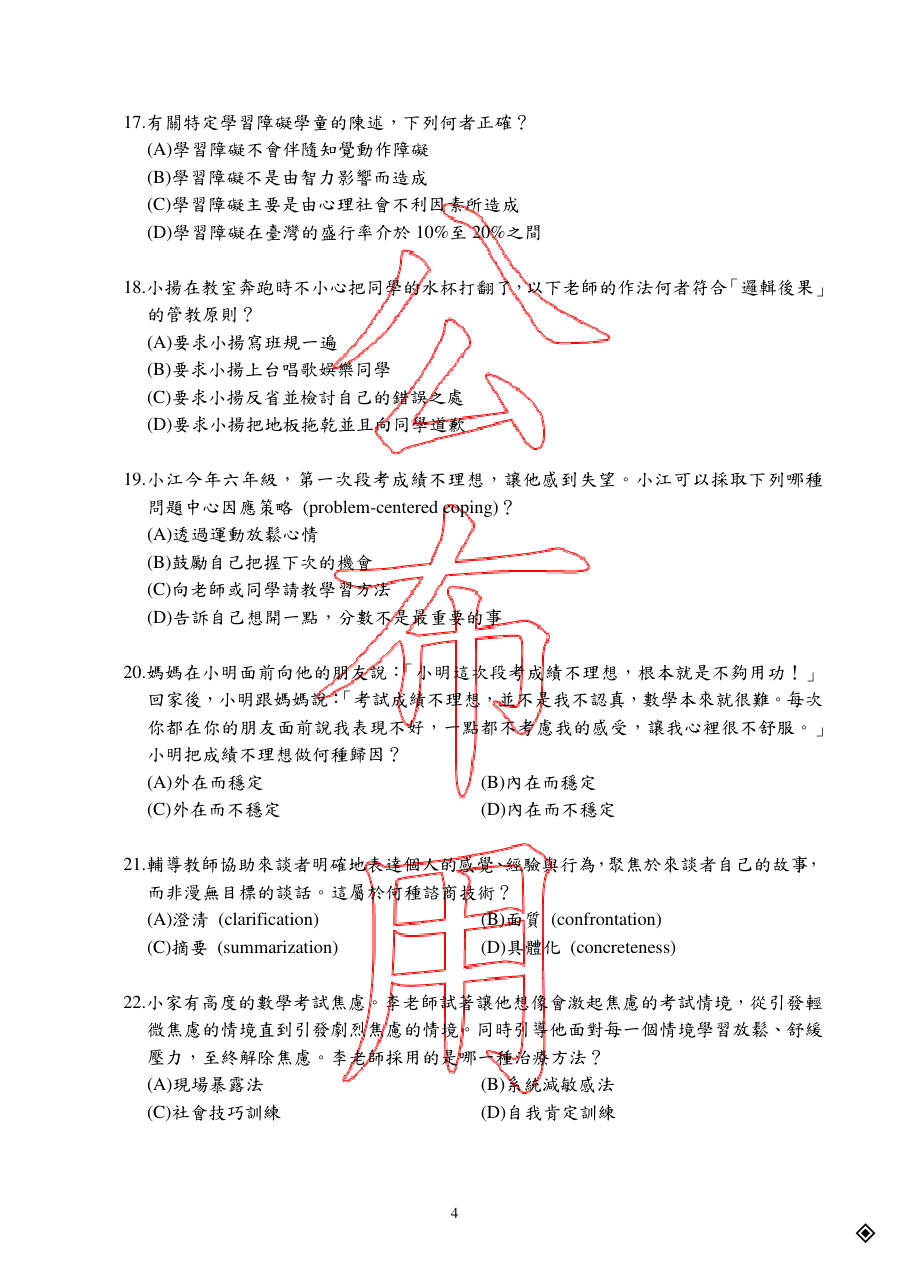 17.有關特定學習障礙學童的陳述，下列何者正確？
(A)學習障礙不會伴隨知覺動作障礙
(B)學習障礙不是由智力影響而造成
(C)學習障礙主要是由心理社會不利因素所造成
(D)學習障礙在臺灣的盛行率介於 10%至 20%之間
18.小揚在教室奔跑時不小心把同學的水杯打翻了，以下老師的作法何者符合「邏輯後果」
的管教原則？
(A)要求小揚寫班規一遍
(B)要求小揚上台唱歌娛樂同學
(C)要求小揚反省並檢討自己的錯誤之處
(D)要求小揚把地板拖乾並且向同學道歉
19.小江今年六年級，第一次段考成績不理想，讓他感到失望。小江可以採取下列哪種
問題中心因應策略 (problem-centered coping)？
(A)透過運動放鬆心情
(B)鼓勵自己把握下次的機會
(C)向老師或同學請教學習方法
(D)告訴自己想開一點，分數不是最重要的事
20.媽媽在小明面前向他的朋友說：「小明這次段考成績不理想，根本就是不夠用功！」
回家後，小明跟媽媽說：「考試成績不理想，並不是我不認真，數學本來就很難。每次
你都在你的朋友面前說我表現不好，一點都不考慮我的感受，讓我心裡很不舒服。」
小明把成績不理想做何種歸因？
(A)外在而穩定 (B)內在而穩定
(C)外在而不穩定 (D)內在而不穩定
21.輔導教師協助來談者明確地表達個人的感覺、經驗與行為，聚焦於來談者自己的故事，
而非漫無目標的談話。這屬於何種諮商技術？
(A)澄清 (clarification) (B)面質 (confrontation)
(C)摘要 (summarization) (D)具體化 (concreteness)
22.小家有高度的數學考試焦慮。李老師試著讓他想像會激起焦慮的考試情境，從引發輕
微焦慮的情境直到引發劇烈焦慮的情境。同時引導他面對每一個情境學習放鬆、舒緩
壓力，至終解除焦慮。李老師採用的是哪一種治療方法？
(A)現場暴露法 (B)系統減敏感法
(C)社會技巧訓練 (D)自我肯定訓練
4
公
布
用